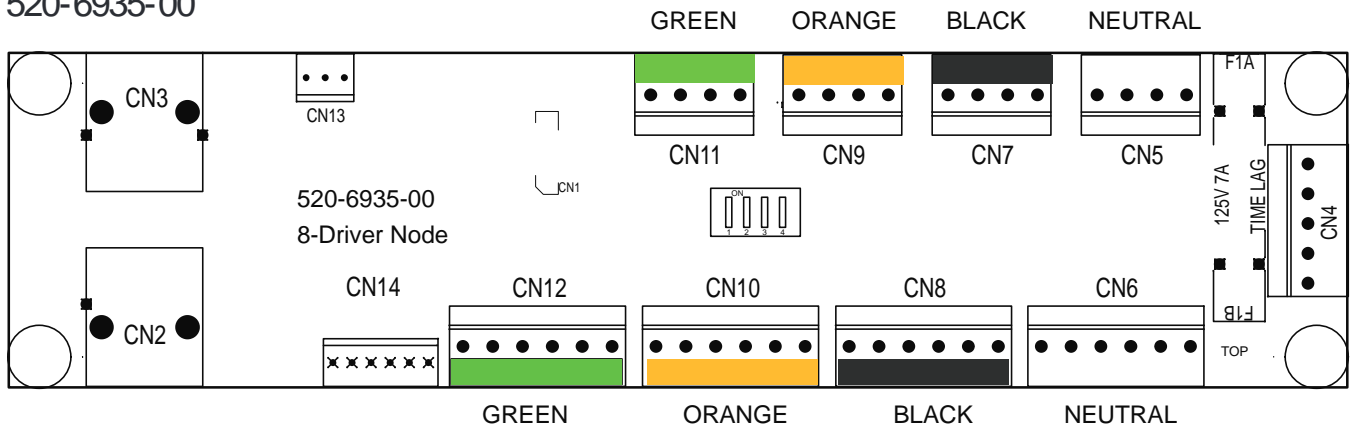 520-6935-00
GREEN ORANGE BLACK NEUTRAL
CN3
CN13
F1A
CN11 CN9 CN7 CN5
CN1
125V 7A
TIME LAG
CN4
520-6935-00
8-Driver Node
ON
1 2 3 4
CN14 CN12 CN10 CN8 CN6
F1B
CN2
TOP
GREEN ORANGE BLACK NEUTRAL